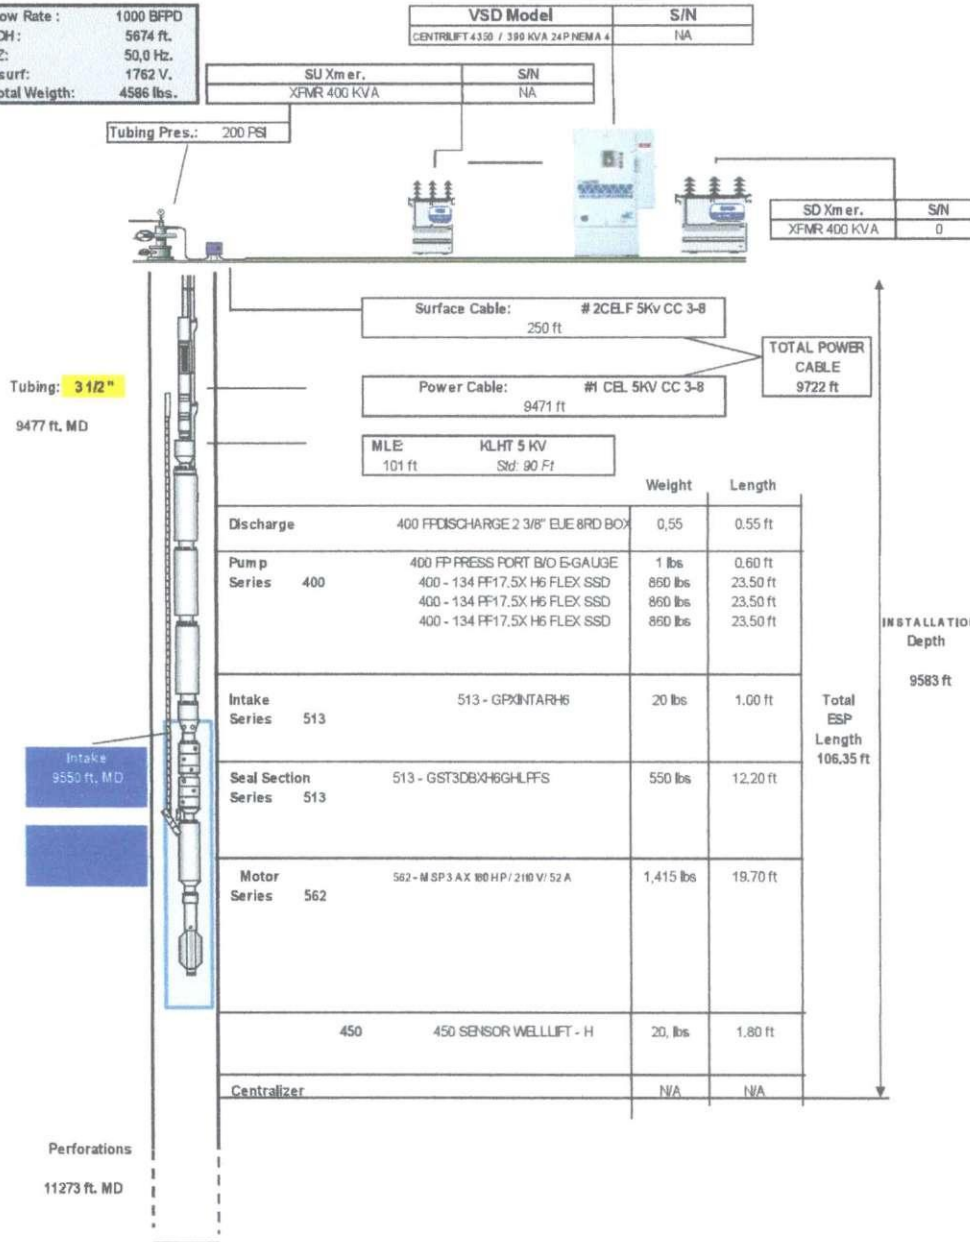 ow Rate : 1000 BFPD
DH : 5674 ft.
Z: 50,0 Hz.
surf: 1762 V.
otal Weigth: 4586 lbs.
VSD Model S/N
CENTRILIFT 4350 / 390 KVA 24P NEMA 4 NA
SU Xmer. S/N
XFMR 400 KVA NA
Tubing Pres.: 200 PSI
SD Xmer. S/N
XFMR 400 KVA 0
Surface Cable: # 2CELF 5Kv CC 3-8
250 ft
TOTAL POWER
CABLE
9722 ft
Tubing: 3 1/2"
9477 ft. MD
Power Cable: #1 CEL 5KV CC 3-8
9471 ft
MLE: KLHT 5 KV
101 ft Std: 90 Ft
Weight Length
Discharge 400 FPDISCHARGE 2 3/8" EUE 8RD BOX 0,55 0.55 ft
Pump 400 FP PRESS PORT B/O E-GAUGE 1 lbs 0.60 ft
Series 400 400 - 134 PF17.5X H6 FLEX SSD 860 lbs 23,50 ft
400 - 134 PF17.5X H6 FLEX SSD 860 lbs 23,50 ft
400 - 134 PF17.5X H6 FLEX SSD 860 lbs 23,50 ft
INSTALLATION
Depth
9583 ft
Intake 513 - GPXINTARH6 20 lbs 1.00 ft
Series 513
Total
ESP
Length
106,35 ft
Intake
9550 ft. MD
Seal Section 513 - GST3DBXH6GHLPFS 550 lbs 12,20 ft
Series 513
Motor 562 - MSP3 AX 180 HP / 2110 V/ 52 A 1,415 lbs 19.70 ft
Series 562
450 450 SENSOR WELLLIFT - H 20, lbs 1,80 ft
Centralizer N/A N/A
Perforations
11273 ft. MD